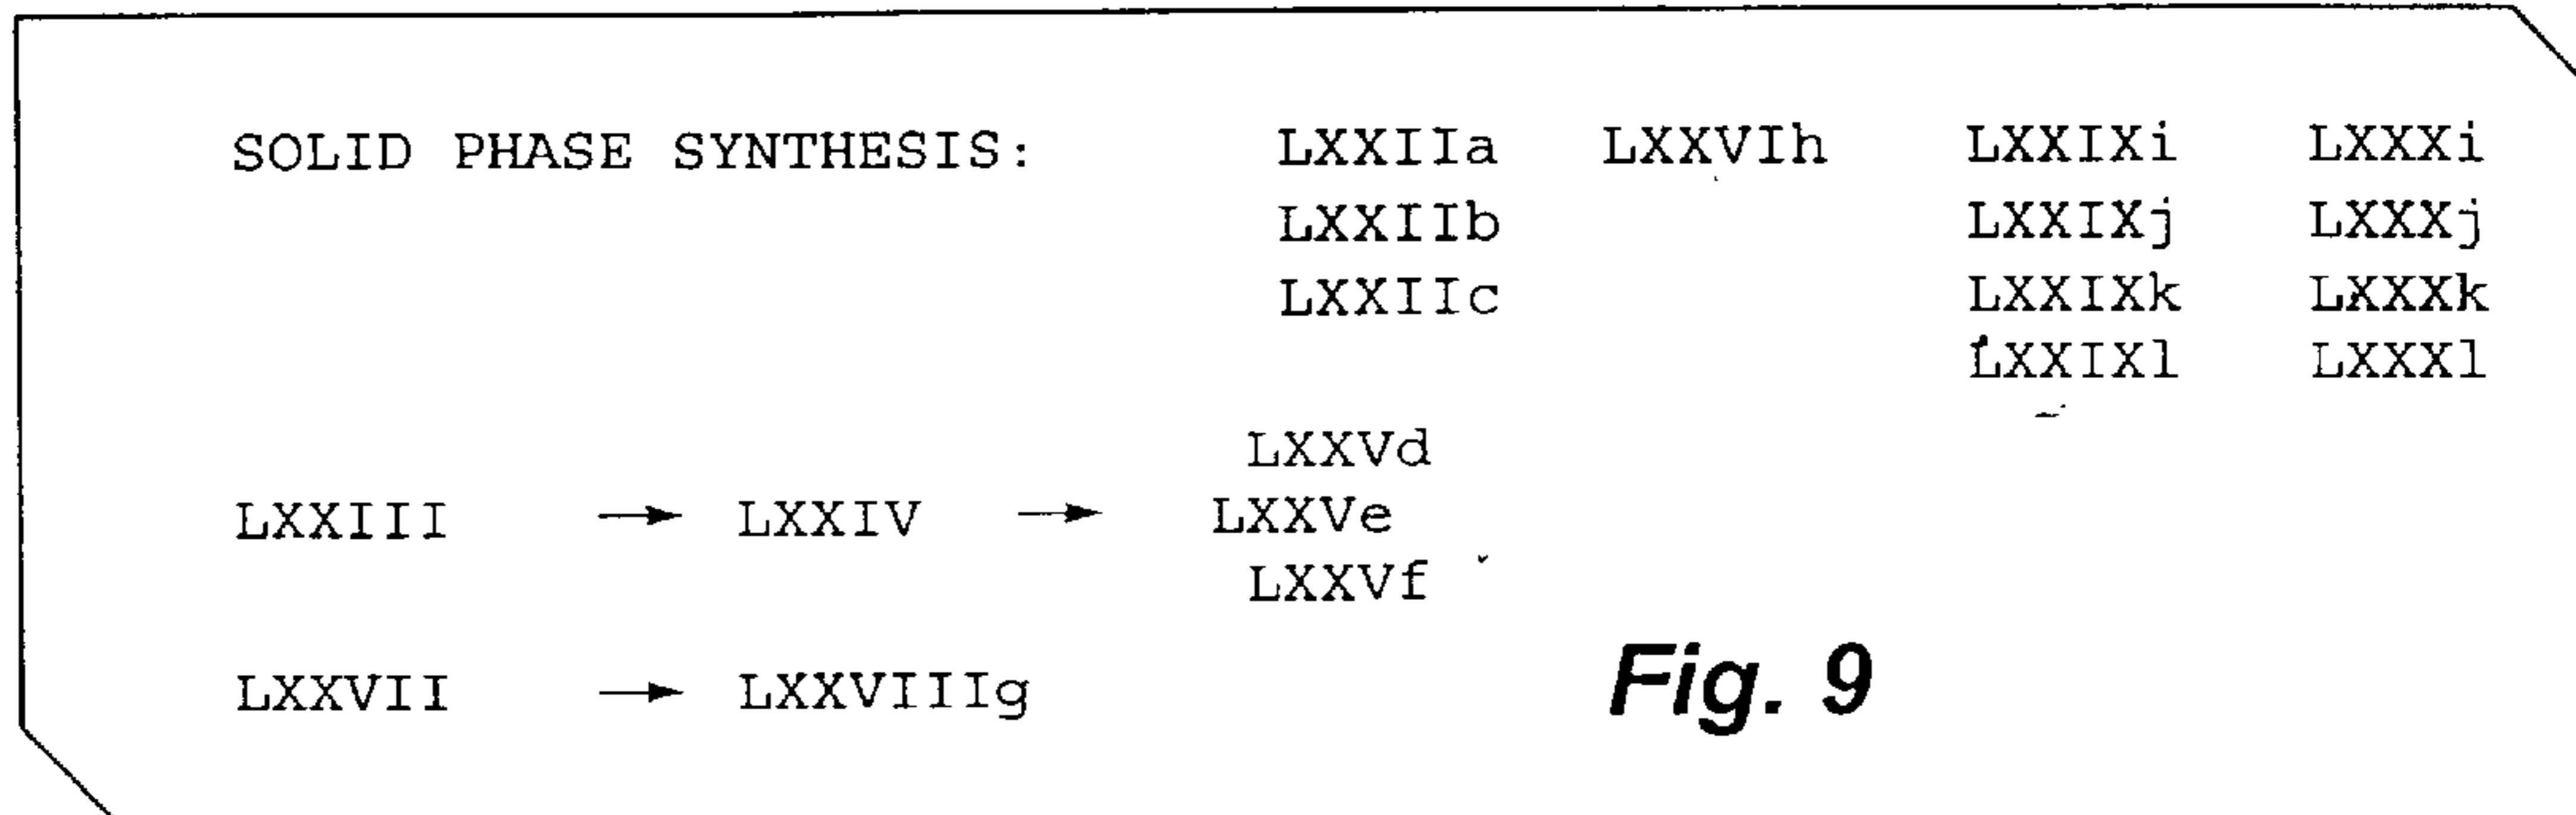 SOLID PHASE SYNTHESIS: LXXIIa LXXVIh LXXIXi LXXXi
LXXIIb LXXIXj LXXXj
LXXIIc LXXIXk LXXXk
LXXIXl LXXXl
LXXVd
LXXIII → LXXIV → LXXVe
LXXVf
LXXVII → LXXVIIIg
Fig. 9